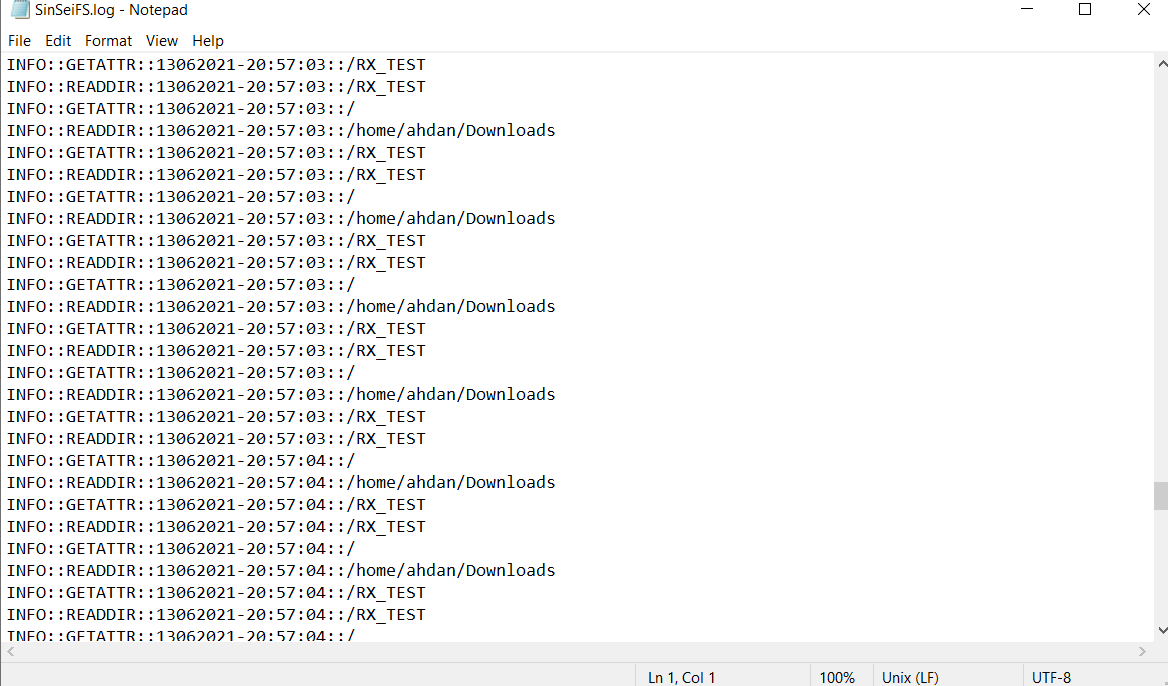 SinSeiFS.log - Notepad
File Edit Format View Help
INFO::GETATTR::13062021-20:57:03::/RX_TEST
INFO::READDIR::13062021-20:57:03::/RX_TEST
INFO::GETATTR::13062021-20:57:03::/
INFO::READDIR::13062021-20:57:03::/home/ahdan/Downloads
INFO::GETATTR::13062021-20:57:03::/RX_TEST
INFO::READDIR::13062021-20:57:03::/RX_TEST
INFO::GETATTR::13062021-20:57:03::/
INFO::READDIR::13062021-20:57:03::/home/ahdan/Downloads
INFO::GETATTR::13062021-20:57:03::/RX_TEST
INFO::READDIR::13062021-20:57:03::/RX_TEST
INFO::GETATTR::13062021-20:57:03::/
INFO::READDIR::13062021-20:57:03::/home/ahdan/Downloads
INFO::GETATTR::13062021-20:57:03::/RX_TEST
INFO::READDIR::13062021-20:57:03::/RX_TEST
INFO::GETATTR::13062021-20:57:03::/
INFO::READDIR::13062021-20:57:03::/home/ahdan/Downloads
INFO::GETATTR::13062021-20:57:03::/RX_TEST
INFO::READDIR::13062021-20:57:03::/RX_TEST
INFO::GETATTR::13062021-20:57:04::/
INFO::READDIR::13062021-20:57:04::/home/ahdan/Downloads
INFO::GETATTR::13062021-20:57:04::/RX_TEST
INFO::READDIR::13062021-20:57:04::/RX_TEST
INFO::GETATTR::13062021-20:57:04::/
INFO::READDIR::13062021-20:57:04::/home/ahdan/Downloads
INFO::GETATTR::13062021-20:57:04::/RX_TEST
INFO::READDIR::13062021-20:57:04::/RX_TEST
INFO::GETATTR::13062021-20:57:04::/
Ln 1, Col 1 100% Unix (LF) UTF-8